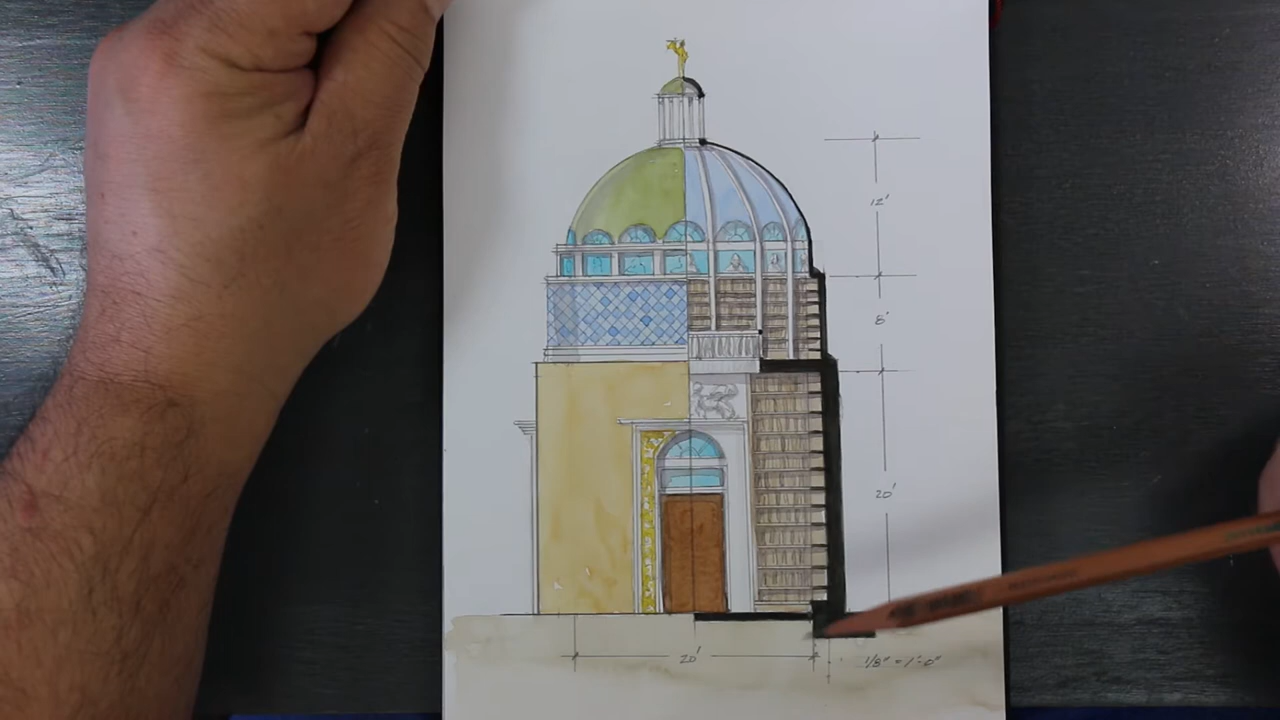 12'
8'
20'
20'
1/8" = 1'-0"